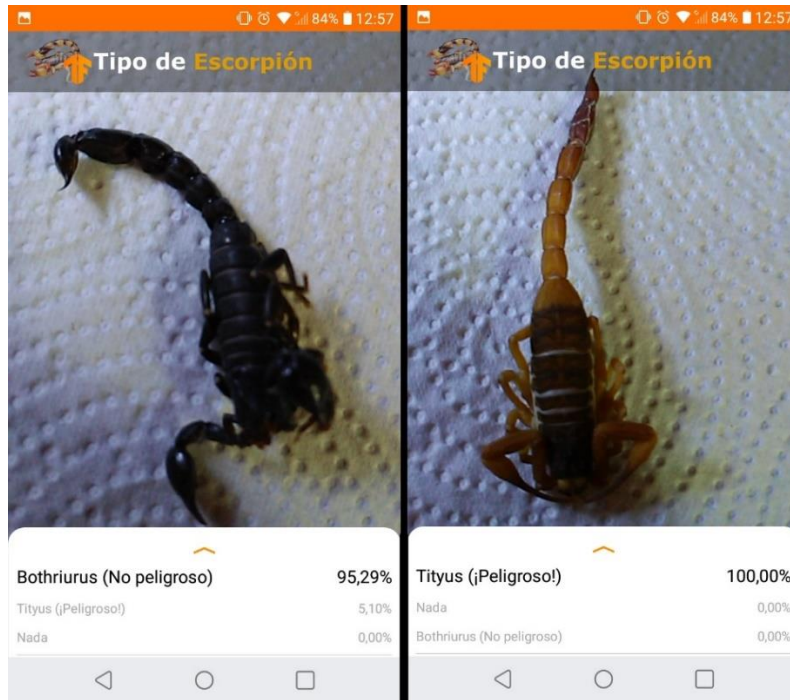 84% 12:57
Tipo de Escorpión
Bothriurus (No peligroso) 95,29%
Tityus (¡Peligroso!) 5,10%
Nada 0,00%
84% 12:57
Tipo de Escorpión
Tityus (¡Peligroso!) 100,00%
Nada 0,00%
Bothriurus (No peligroso) 0,00%